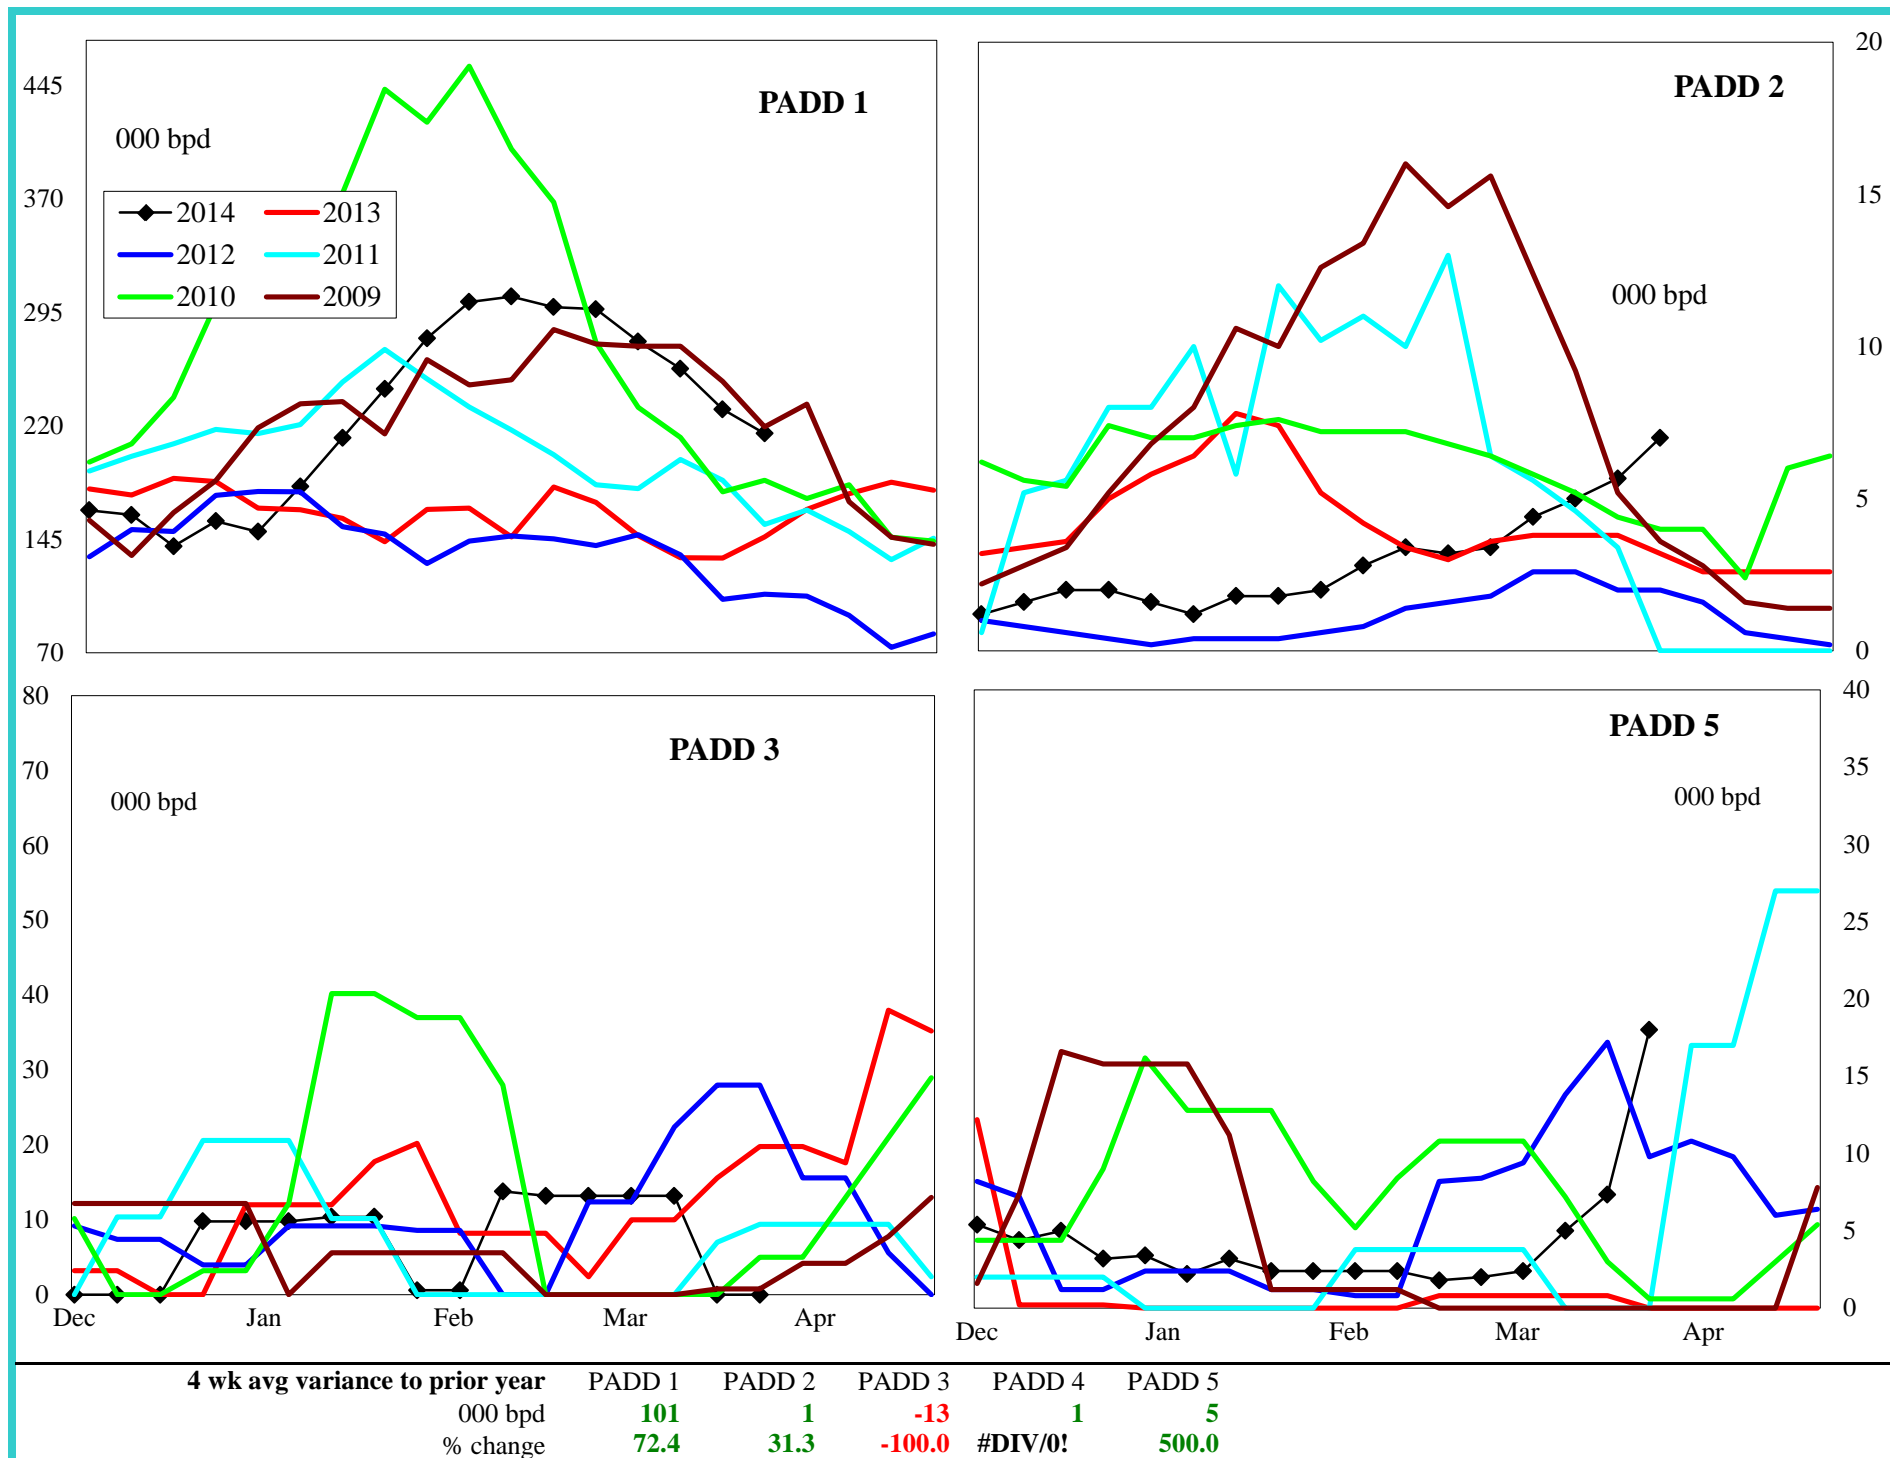 PADD 1
000 bpd
445
370
295
220
145
70
2014 2013
2012 2011
2010 2009
PADD 2
000 bpd
20
15
10
5
0
PADD 3
000 bpd
80
70
60
50
40
30
20
10
0
Dec Jan Feb Mar Apr
PADD 5
000 bpd
40
35
30
25
20
15
10
5
0
Dec Jan Feb Mar Apr
4 wk avg variance to prior year PADD 1 PADD 2 PADD 3 PADD 4 PADD 5
000 bpd 101 1 -13 1 5
% change 72.4 31.3 -100.0 #DIV/0! 500.0